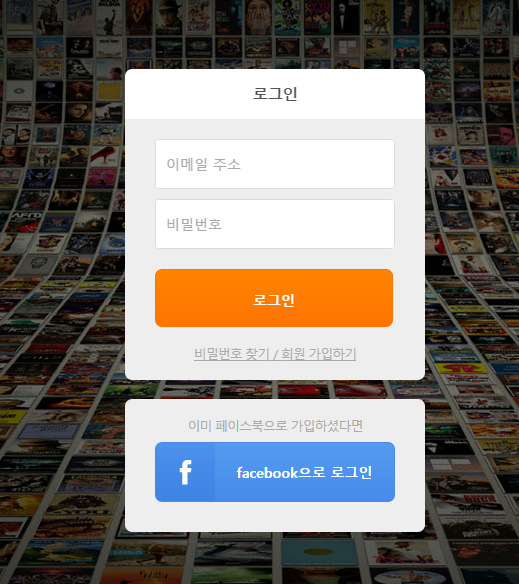 로그인
이메일 주소
비밀번호
로그인
비밀번호 찾기 / 회원 가입하기
이미 페이스북으로 가입하셨다면
f facebook으로 로그인